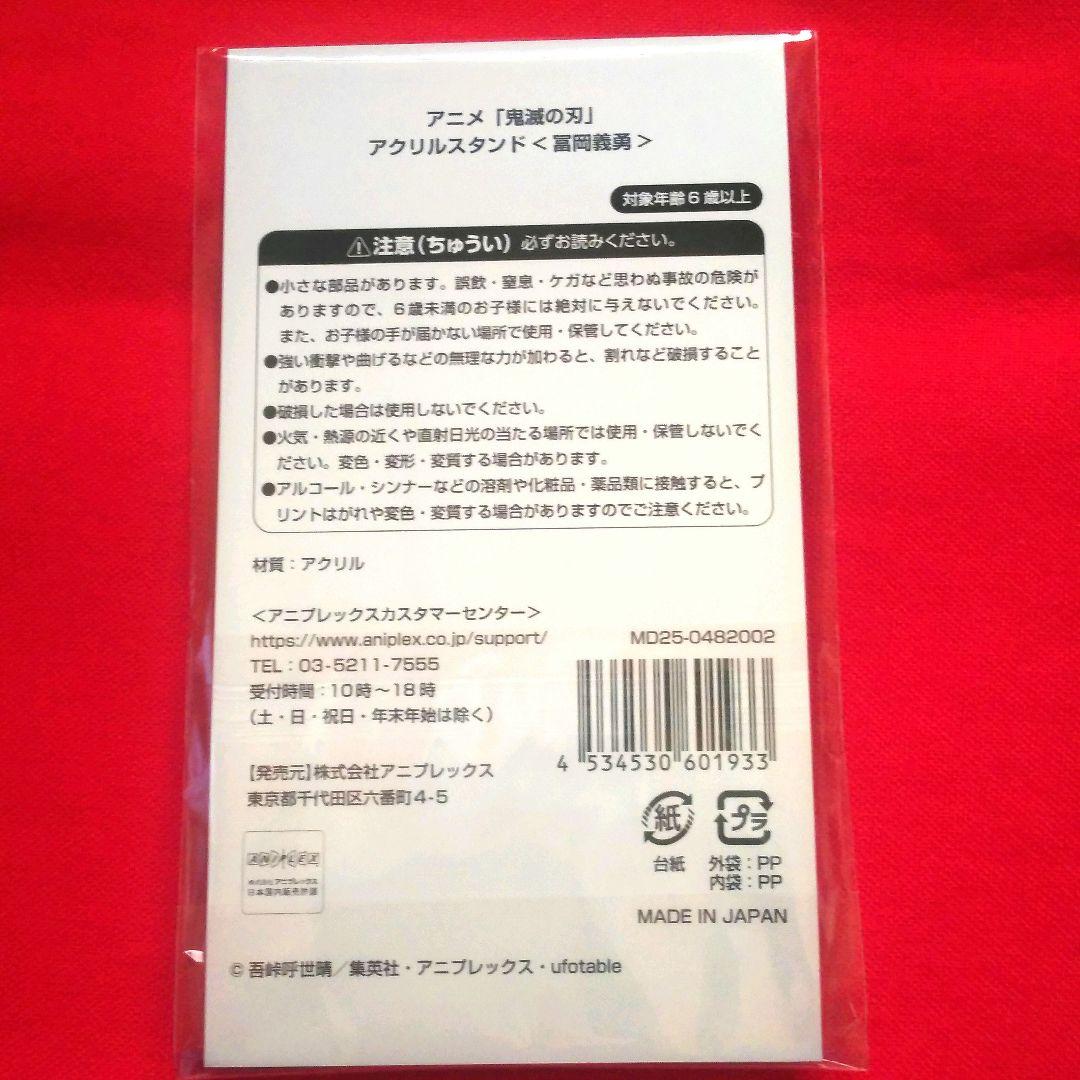 アニメ「鬼滅の刃」
アクリルスタンド＜冨岡義勇＞
対象年齢6歳以上
⚠注意(ちゅうい) 必ずお読みください。
●小さな部品があります。誤飲・窒息・ケガなど思わぬ事故の危険が
ありますので、6歳未満のお子様には絶対に与えないでください。
また、お子様の手が届かない場所で使用・保管してください。
●強い衝撃や曲げるなどの無理な力が加わると、割れなど破損すること
があります。
●破損した場合は使用しないでください。
●火気・熱源の近くや直射日光の当たる場所では使用・保管しないでく
ださい。変色・変形・変質する場合があります。
●アルコール・シンナーなどの溶剤や化粧品・薬品類に接触すると、プ
リントはがれや変色・変質する場合がありますのでご注意ください。
材質：アクリル
＜アニプレックスカスタマーセンター＞
https://www.aniplex.co.jp/support/
TEL：03-5211-7555
受付時間：10時～18時
(土・日・祝日・年末年始は除く)
MD25-0482002
4 534530 601933
【発売元】株式会社アニプレックス
東京都千代田区六番町4-5
紙
プラ
台紙
外袋：PP
内袋：PP
ANIPLEX
株式会社アニプレックス
日本国内販売許諾
MADE IN JAPAN
© 吾峠呼世晴／集英社・アニプレックス・ufotable